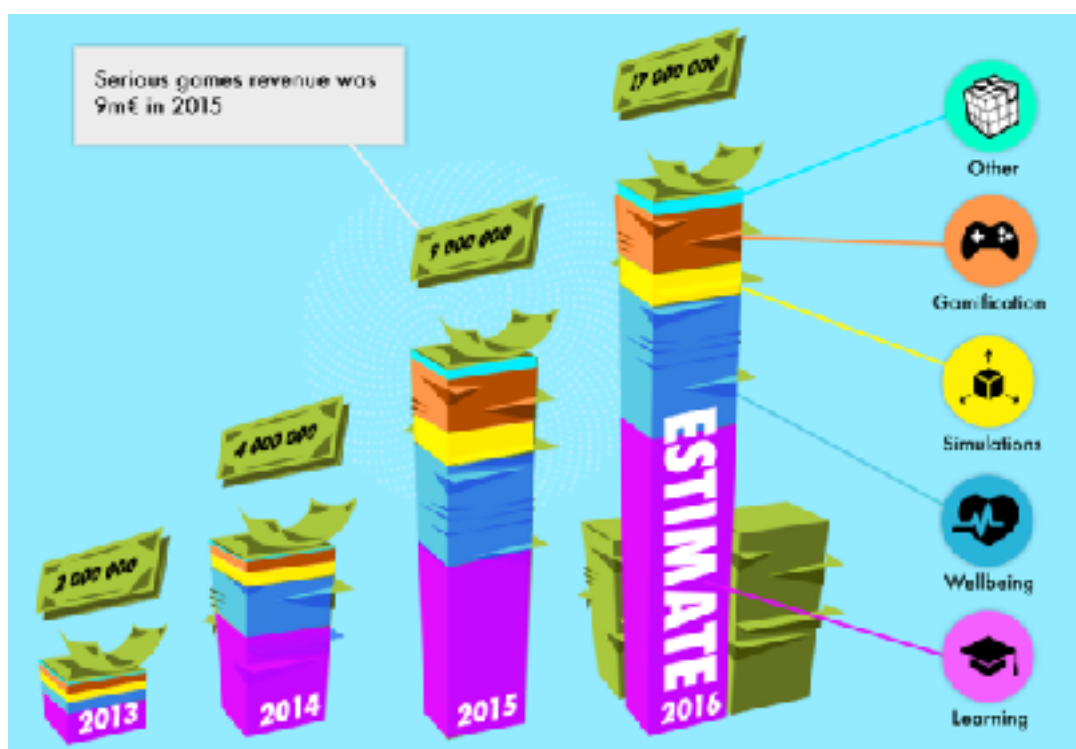 Serious games revenue was
9m€ in 2015
17 000 000
9 000 000
4 000 000
2 000 000
2013
2014
2015
2016
ESTIMATE
Other
Gamification
Simulations
Wellbeing
Learning